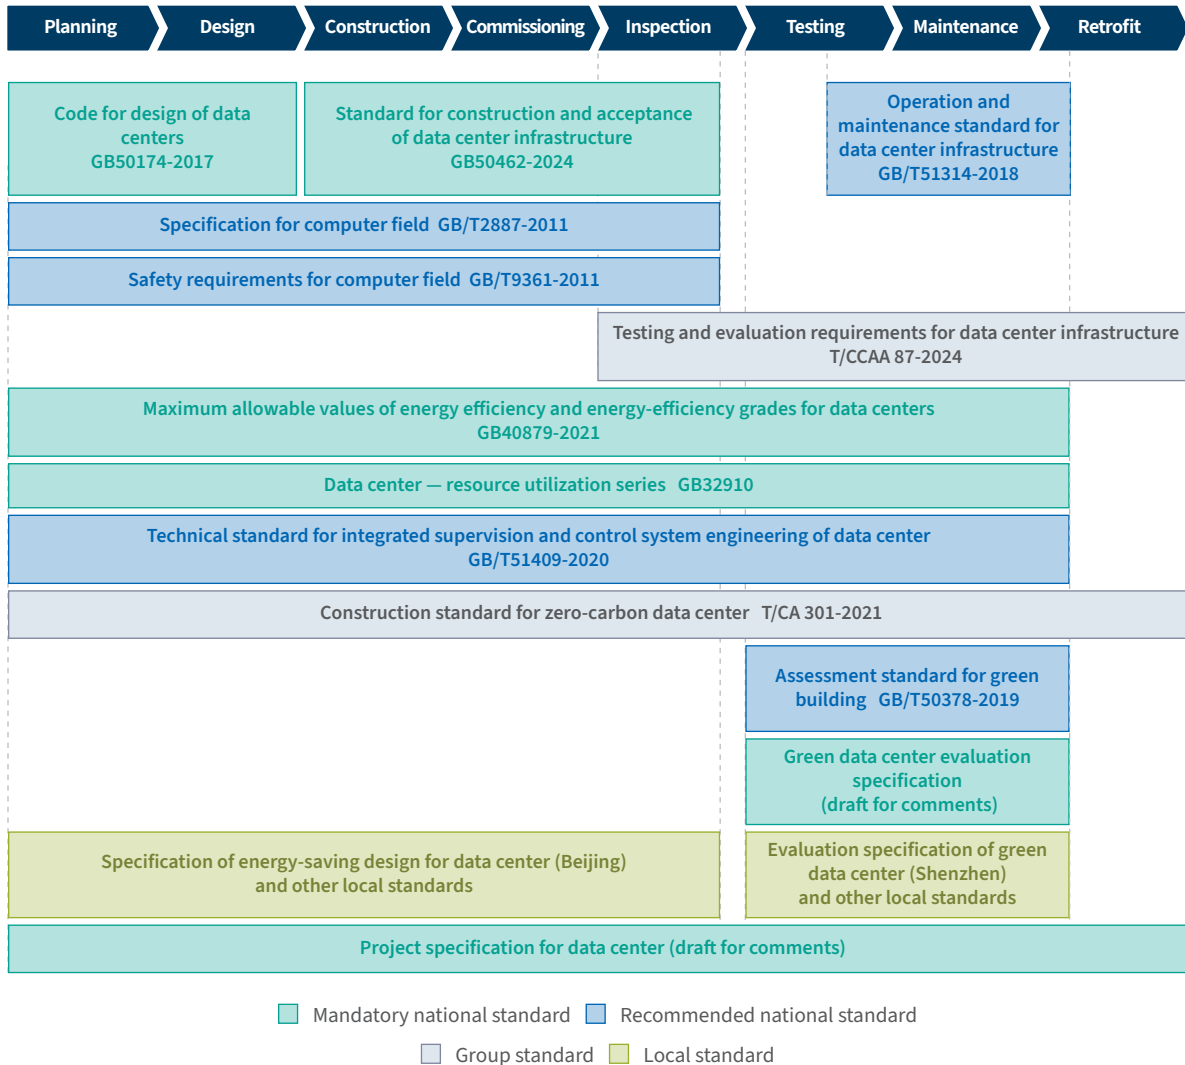 Planning Design Construction Commissioning Inspection Testing Maintenance Retrofit
Code for design of data
centers
GB50174-2017
Standard for construction and acceptance
of data center infrastructure
GB50462-2024
Operation and
maintenance standard for
data center infrastructure
GB/T51314-2018
Specification for computer field GB/T2887-2011
Safety requirements for computer field GB/T9361-2011
Testing and evaluation requirements for data center infrastructure
T/CCAA 87-2024
Maximum allowable values of energy efficiency and energy-efficiency grades for data centers
GB40879-2021
Data center — resource utilization series GB32910
Technical standard for integrated supervision and control system engineering of data center
GB/T51409-2020
Construction standard for zero-carbon data center T/CA 301-2021
Assessment standard for green
building GB/T50378-2019
Green data center evaluation
specification
(draft for comments)
Specification of energy-saving design for data center (Beijing)
and other local standards
Evaluation specification of green
data center (Shenzhen)
and other local standards
Project specification for data center (draft for comments)
Mandatory national standard Recommended national standard
Group standard Local standard